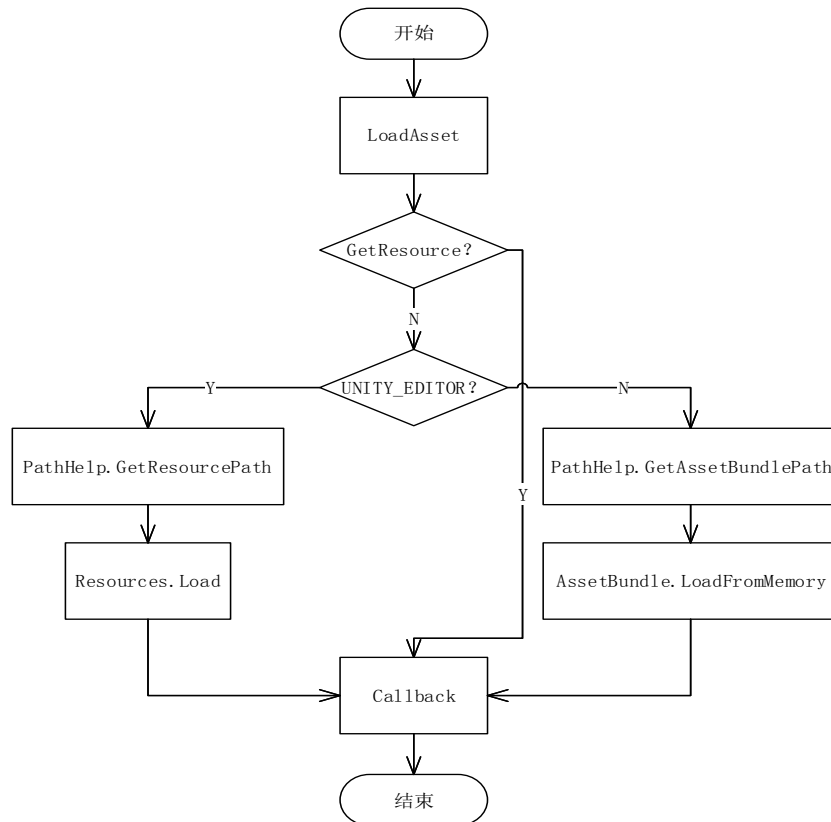 开始
LoadAsset
GetResource?
N
UNITY_EDITOR?
Y
N
PathHelp.GetResourcePath
PathHelp.GetAssetBundlePath
Y
Resources.Load
AssetBundle.LoadFromMemory
Callback
结束